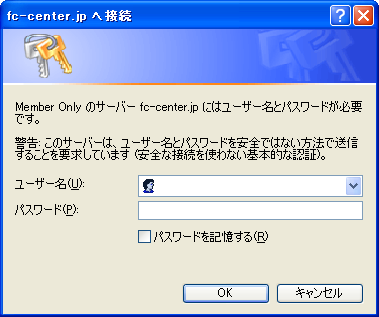 fc-center.jp へ接続
Member Only のサーバー fc-center.jp にはユーザー名とパスワードが必要
です。
警告: このサーバーは、ユーザー名とパスワードを安全ではない方法で送信
することを要求しています (安全な接続を使わない基本的な認証)。
ユーザー名(U):
パスワード(P):
パスワードを記憶する(R)
OK キャンセル